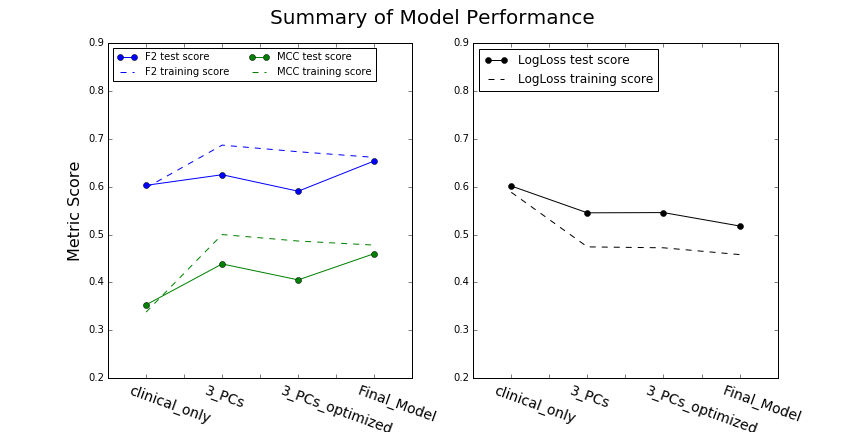 Summary of Model Performance
F2 test score
F2 training score
MCC test score
MCC training score
Metric Score
0.9
0.8
0.7
0.6
0.5
0.4
0.3
0.2
clinical_only
3_PCs
3_PCs_optimized
Final_Model
LogLoss test score
LogLoss training score
0.9
0.8
0.7
0.6
0.5
0.4
0.3
0.2
clinical_only
3_PCs
3_PCs_optimized
Final_Model